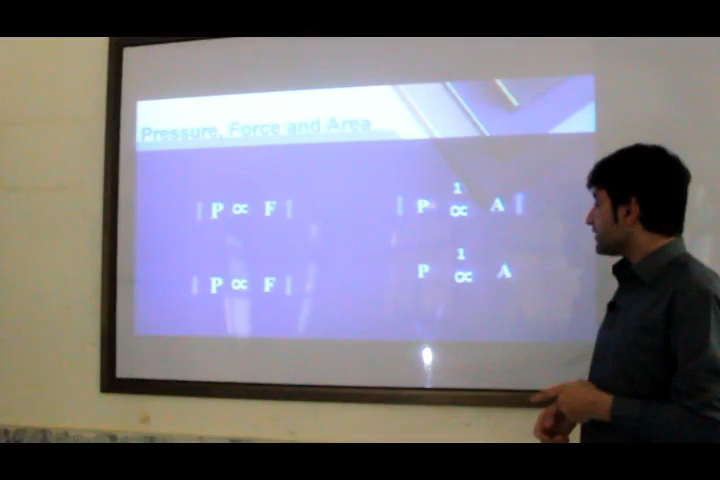 Pressure, Force and Area
P ∝ F
1
P ∝ A
P ∝ F
1
P ∝ A